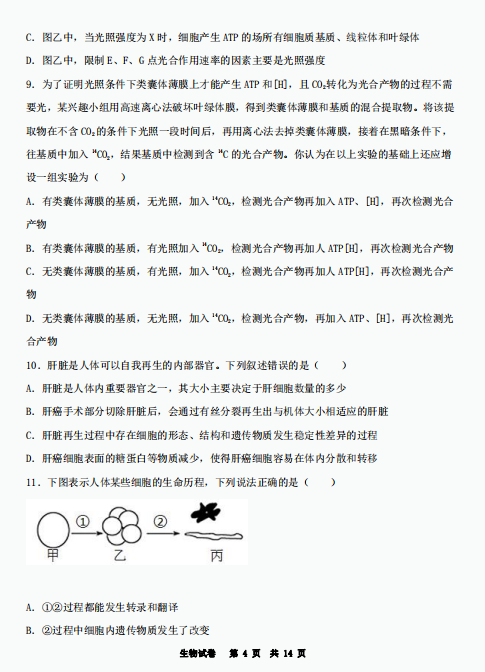 C. 图乙中，当光照强度为X时，细胞产生ATP的场所有细胞质基质、线粒体和叶绿体
D. 图乙中，限制E、F、G点光合作用速率的因素主要是光照强度
9. 为了证明光照条件下类囊体薄膜上才能产生ATP和[H]，且CO₂转化为光合产物的过程不需
要光，某兴趣小组用高速离心法破坏叶绿体膜，得到类囊体薄膜和基质的混合提取物。将该提
取物在不含CO₂的条件下光照一段时间后，再用离心法去掉类囊体薄膜，接着在黑暗条件下，
往基质中加入¹⁴CO₂，结果基质中检测到含¹⁴C的光合产物。你认为在以上实验的基础上还应增
设一组实验为（　　）
A. 有类囊体薄膜的基质，无光照，加入¹⁴CO₂，检测光合产物再加入ATP、[H]，再次检测光合
产物
B. 有类囊体薄膜的基质，有光照加入¹⁴CO₂，检测光合产物再加人ATP[H]，再次检测光合产物
C. 无类囊体薄膜的基质，有光照，加入¹⁴CO₂，检测光合产物再加人ATP[H]，再次检测光合产
物
D. 无类囊体薄膜的基质，无光照，加入¹⁴CO₂，检测光合产物，再加入ATP、[H]，再次检测光
合产物
10. 肝脏是人体可以自我再生的内部器官。下列叙述错误的是（　　）
A. 肝脏是人体内重要器官之一，其大小主要决定于肝细胞数量的多少
B. 肝癌手术部分切除肝脏后，会通过有丝分裂再生出与机体大小相适应的肝脏
C. 肝脏再生过程中存在细胞的形态、结构和遗传物质发生稳定性差异的过程
D. 肝癌细胞表面的糖蛋白等物质减少，使得肝癌细胞容易在体内分散和转移
11. 下图表示人体某些细胞的生命历程，下列说法正确的是（　　）
① ②
甲 乙 丙
A. ①②过程都能发生转录和翻译
B. ②过程中细胞内遗传物质发生了改变
生物试卷 第 4 页 共 14 页